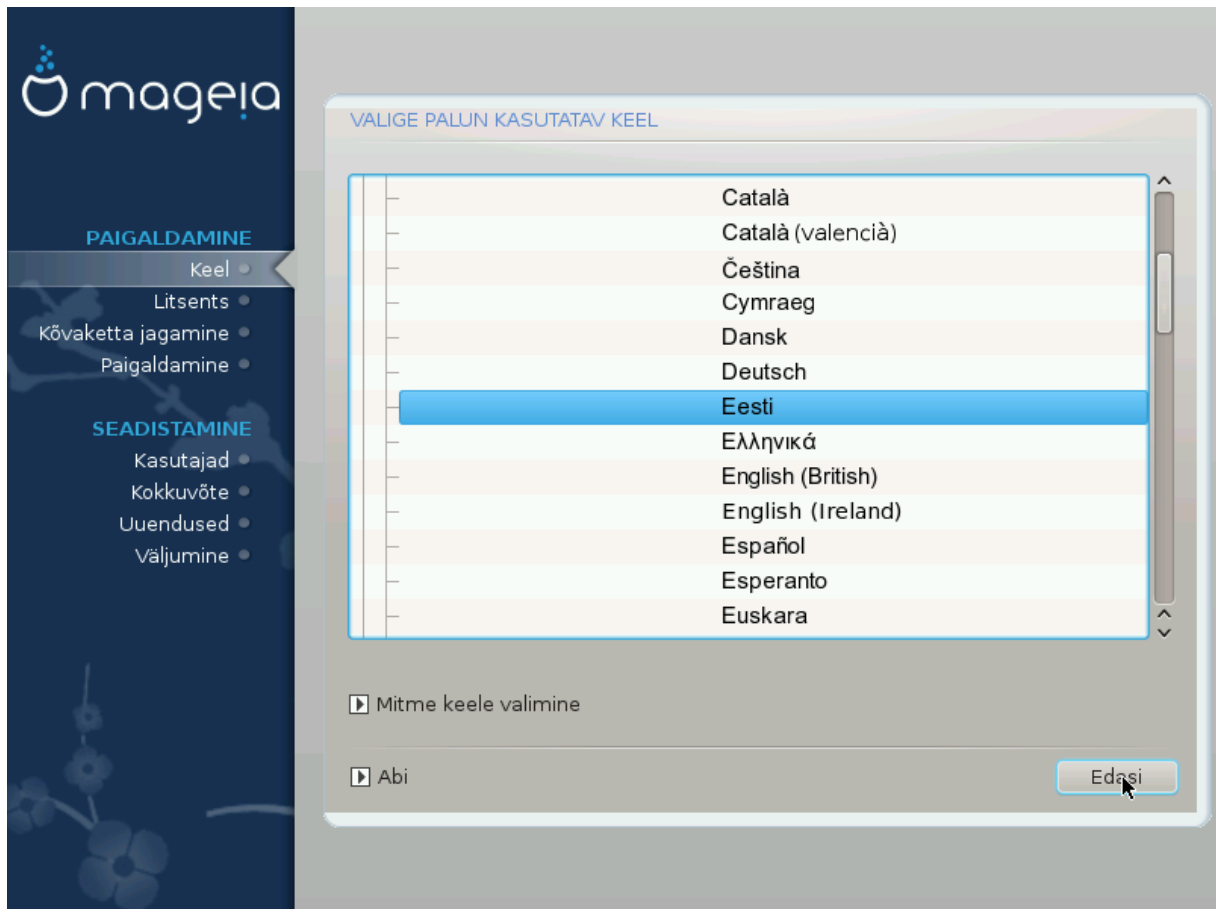 mageia
PAIGALDAMINE
Keel
Litsents
Kõvaketta jagamine
Paigaldamine
SEADISTAMINE
Kasutajad
Kokkuvõte
Uuendused
Väljumine
VALIGE PALUN KASUTATAV KEEL
Català
Català (valencià)
Čeština
Cymraeg
Dansk
Deutsch
Eesti
Ελληνικά
English (British)
English (Ireland)
Español
Esperanto
Euskara
Mitme keele valimine
Abi
Edasi